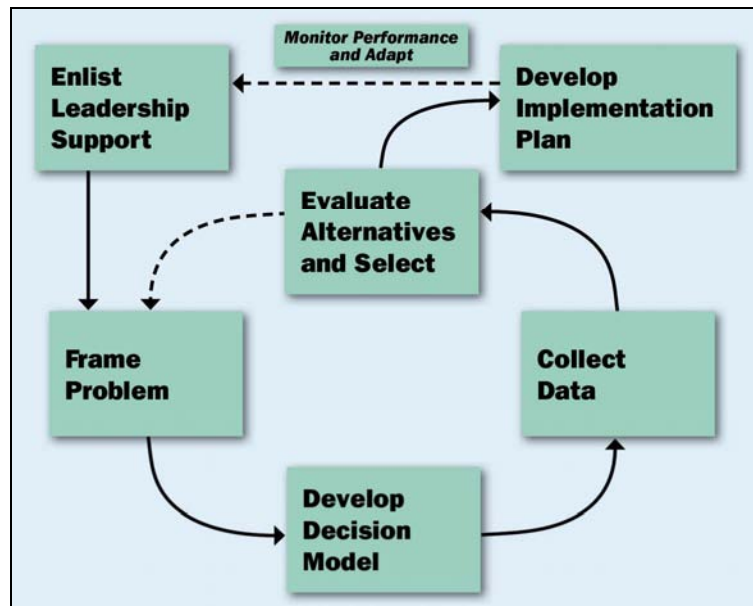 Monitor Performance
and Adapt
Enlist
Leadership
Support
Develop
Implementation
Plan
Evaluate
Alternatives
and Select
Frame
Problem
Collect
Data
Develop
Decision
Model